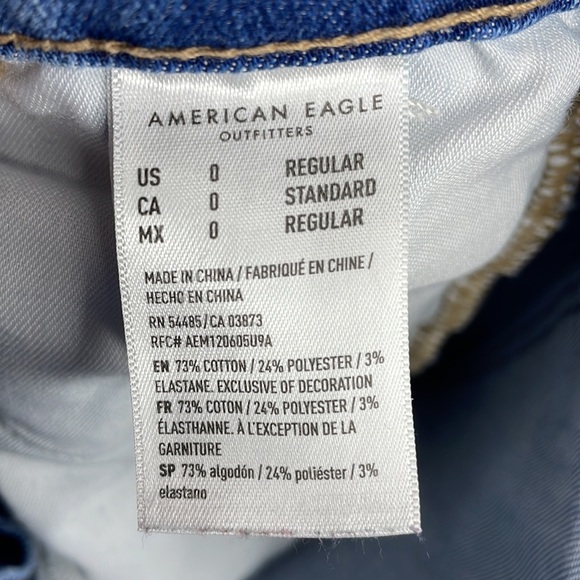 AMERICAN EAGLE
OUTFITTERS
US 0 REGULAR
CA 0 STANDARD
MX 0 REGULAR
MADE IN CHINA / FABRIQUÉ EN CHINE /
HECHO EN CHINA
RN 54485/CA 03873
RFC# AEM120605U9A
EN 73% COTTON / 24% POLYESTER / 3%
ELASTANE. EXCLUSIVE OF DECORATION
FR 73% COTON / 24% POLYESTER / 3%
ÉLASTHANNE. À L'EXCEPTION DE LA
GARNITURE
SP 73% algodón / 24% poliéster / 3%
elastano